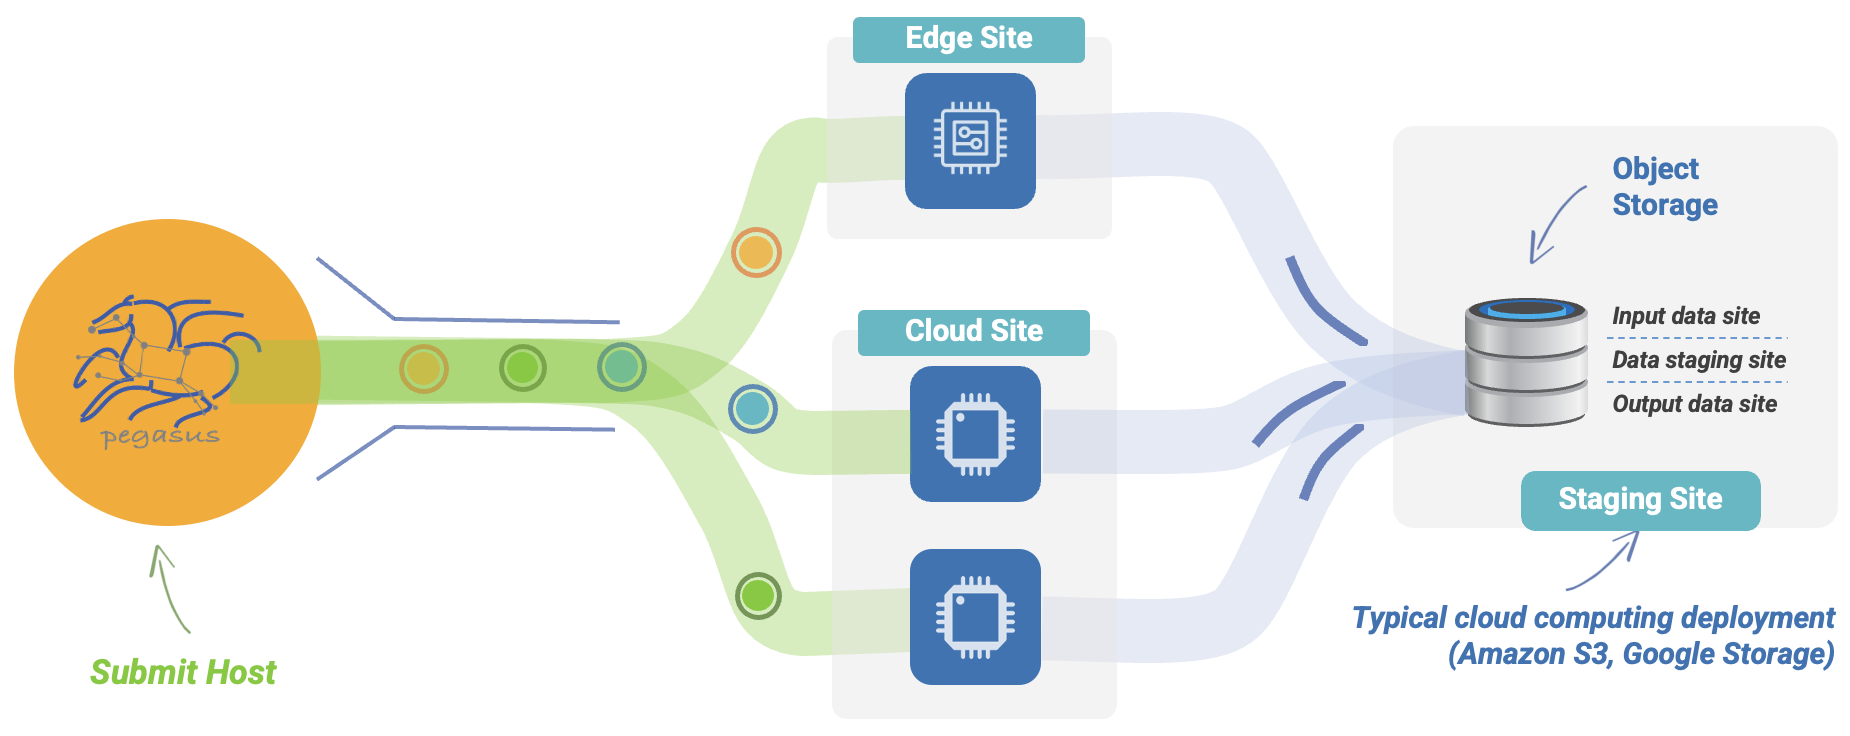 pegasus
Submit Host
Edge Site
Cloud Site
Object
Storage
Input data site
Data staging site
Output data site
Staging Site
Typical cloud computing deployment
(Amazon S3, Google Storage)